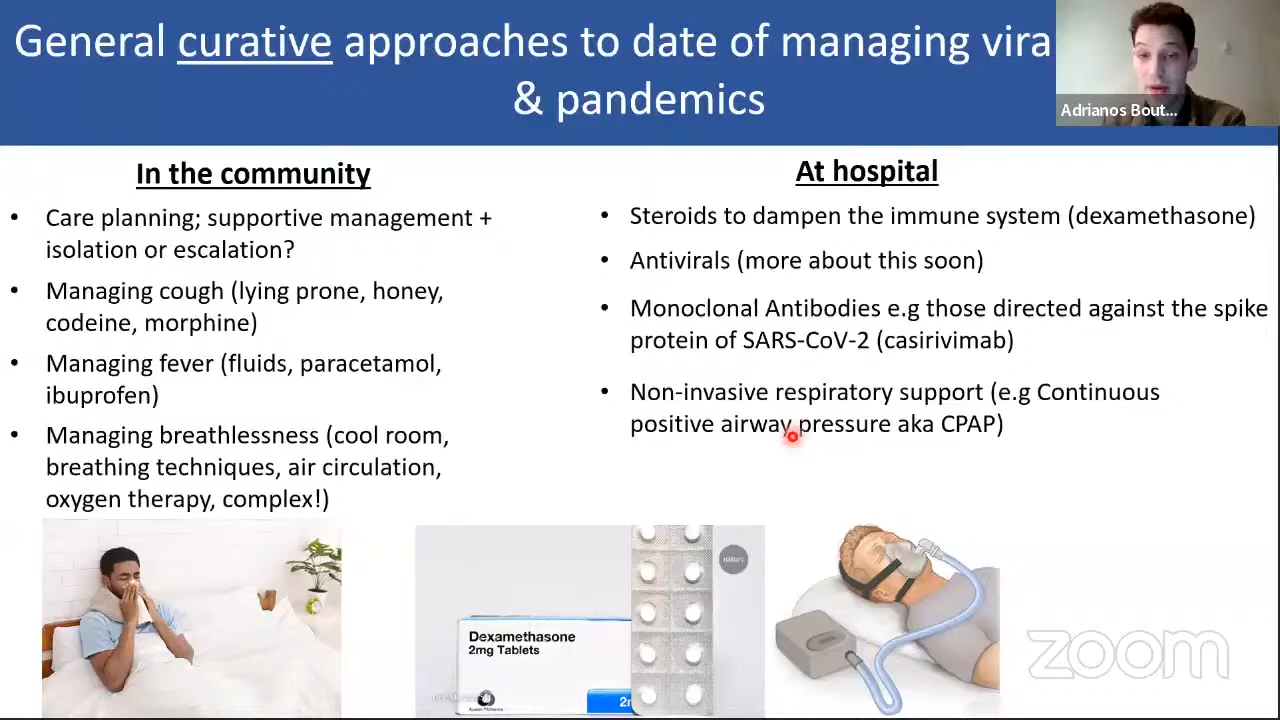 General curative approaches to date of managing vira
& pandemics
Adrianos Bout...
In the community
• Care planning; supportive management +
isolation or escalation?
• Managing cough (lying prone, honey,
codeine, morphine)
• Managing fever (fluids, paracetamol,
ibuprofen)
• Managing breathlessness (cool room,
breathing techniques, air circulation,
oxygen therapy, complex!)
At hospital
• Steroids to dampen the immune system (dexamethasone)
• Antivirals (more about this soon)
• Monoclonal Antibodies e.g those directed against the spike
protein of SARS-CoV-2 (casirivimab)
• Non-invasive respiratory support (e.g Continuous
positive airway pressure aka CPAP)
nature
Dexamethasone
2mg Tablets
zoom